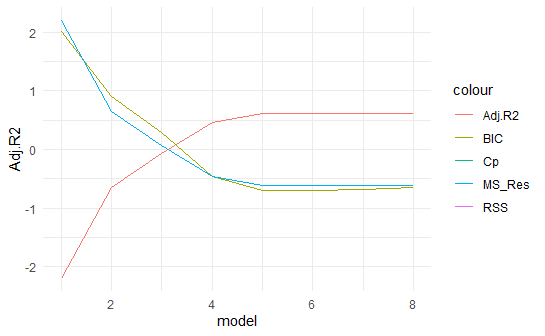 2
1
0
-1
-2
Adj.R2
2
4
6
8
model
colour
Adj.R2
BIC
Cp
MS_Res
RSS